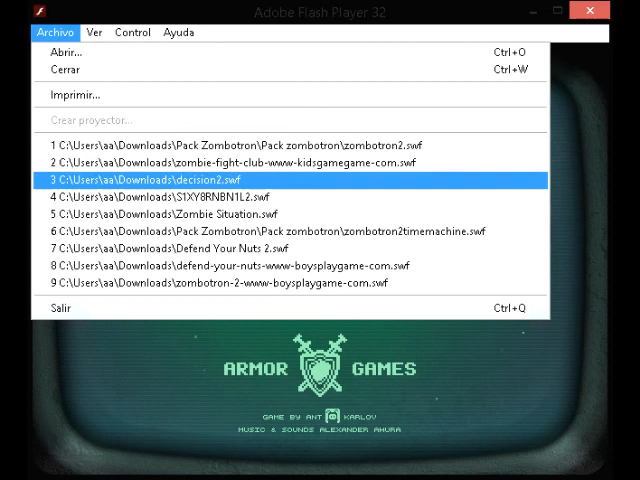 Adobe Flash Player 32
Archivo Ver Control Ayuda
Abrir... Ctrl+O
Cerrar Ctrl+W
Imprimir...
Crear proyector...
1 C:\Users\aa\Downloads\Pack Zombotron\Pack zombotron\zombotron2.swf
2 C:\Users\aa\Downloads\zombie-fight-club-www-kidsgamegame-com.swf
3 C:\Users\aa\Downloads\decision2.swf
4 C:\Users\aa\Downloads\S1XY8RNBN1L2.swf
5 C:\Users\aa\Downloads\Zombie Situation.swf
6 C:\Users\aa\Downloads\Pack Zombotron\Pack zombotron\zombotron2timemachine.swf
7 C:\Users\aa\Downloads\Defend Your Nuts 2.swf
8 C:\Users\aa\Downloads\defend-your-nuts-www-boysplaygame-com.swf
9 C:\Users\aa\Downloads\zombotron-2-www-boysplaygame-com.swf
Salir Ctrl+Q
ARMOR GAMES
GAME BY ANT KARLOV
MUSIC & SOUNDS ALEXANDER AHURA